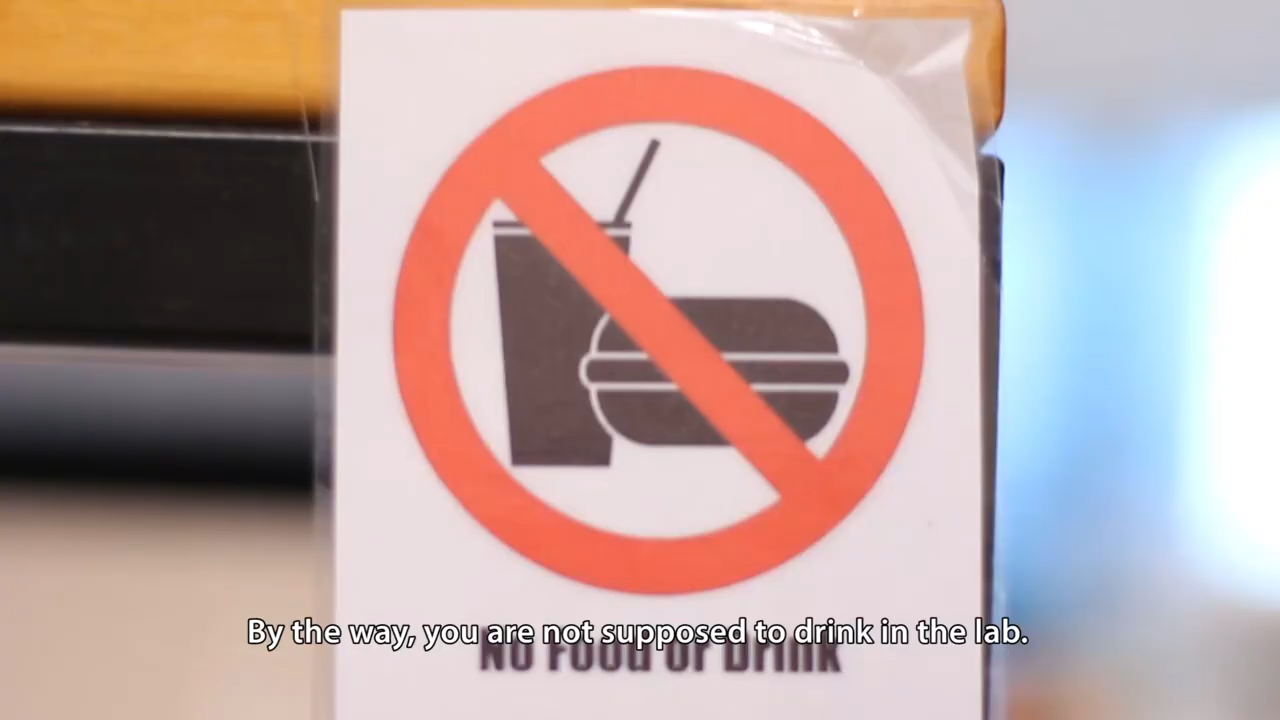 By the way, you are not supposed to drink in the lab.
No Food or Drink